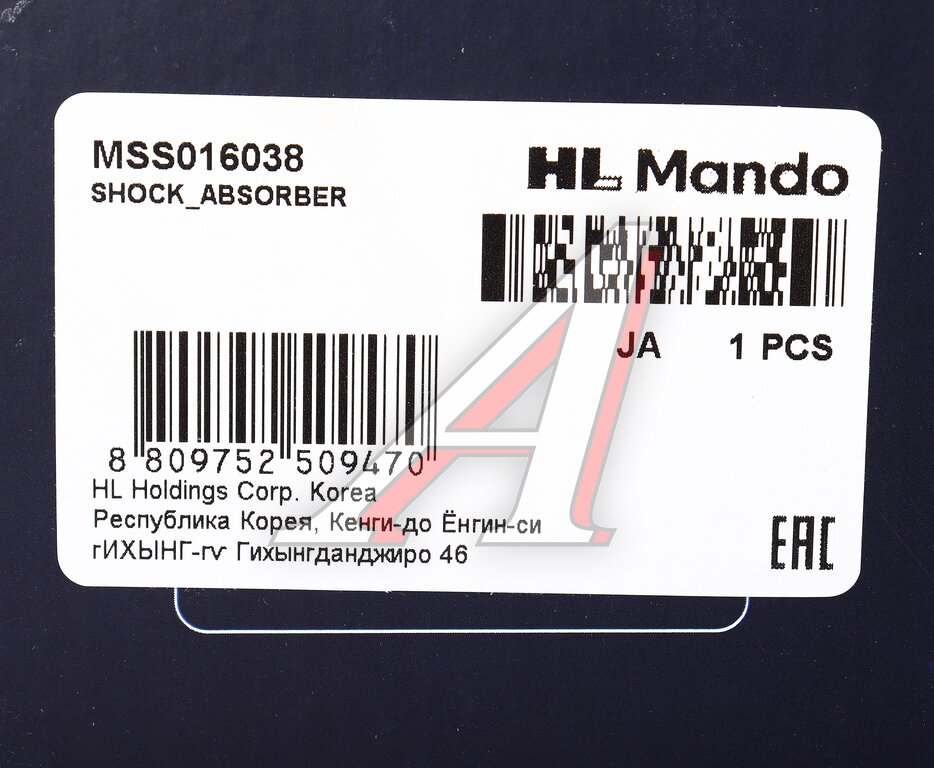 MSS016038
SHOCK_ABSORBER
HL Mando
JA 1 PCS
8 809752 509470
HL Holdings Corp. Korea
Республика Корея, Кенги-до Ёнгин-си
гИХЫНГ-гv Гихынгданджиро 46
EAC